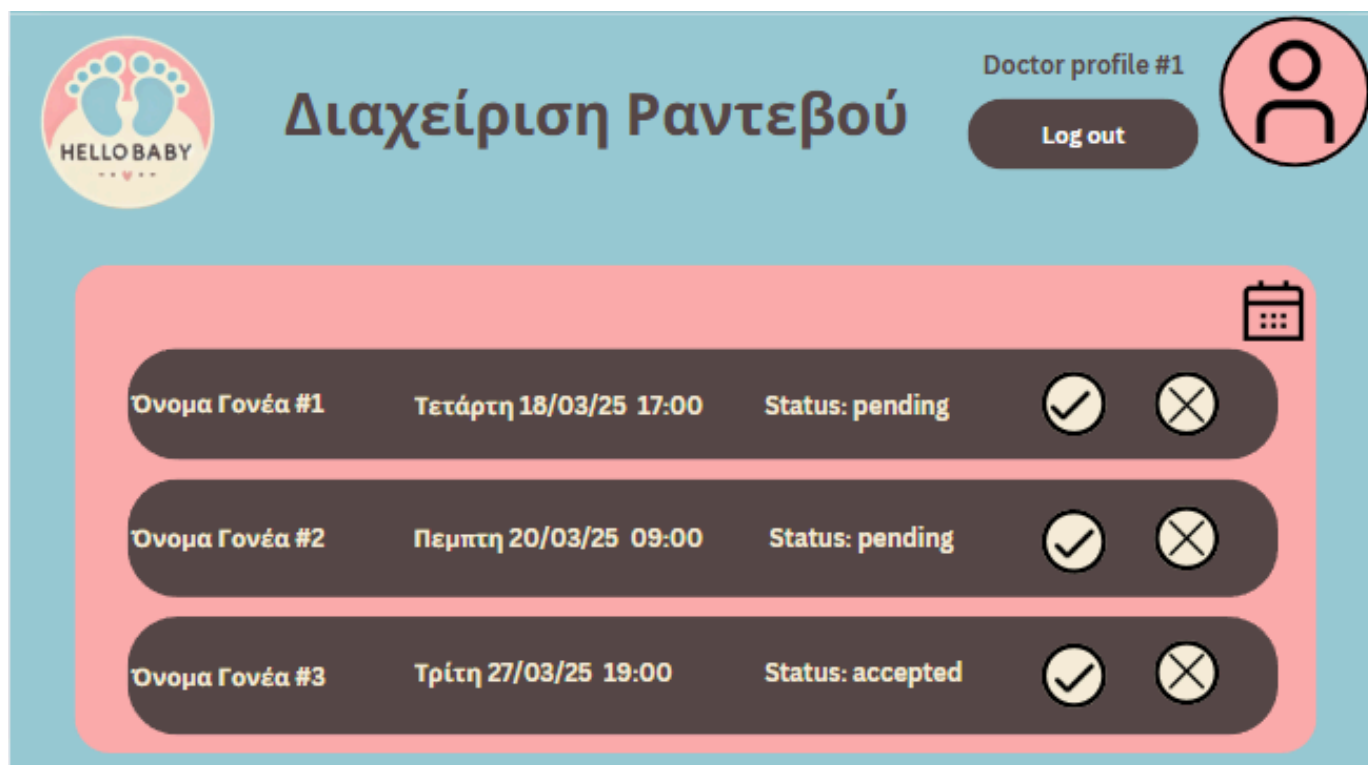 HELLO BABY
Διαχείριση Ραντεβού
Doctor profile #1
Log out
Όνομα Γονέα #1 Τετάρτη 18/03/25 17:00 Status: pending
Όνομα Γονέα #2 Πεμπτη 20/03/25 09:00 Status: pending
Όνομα Γονέα #3 Τρίτη 27/03/25 19:00 Status: accepted